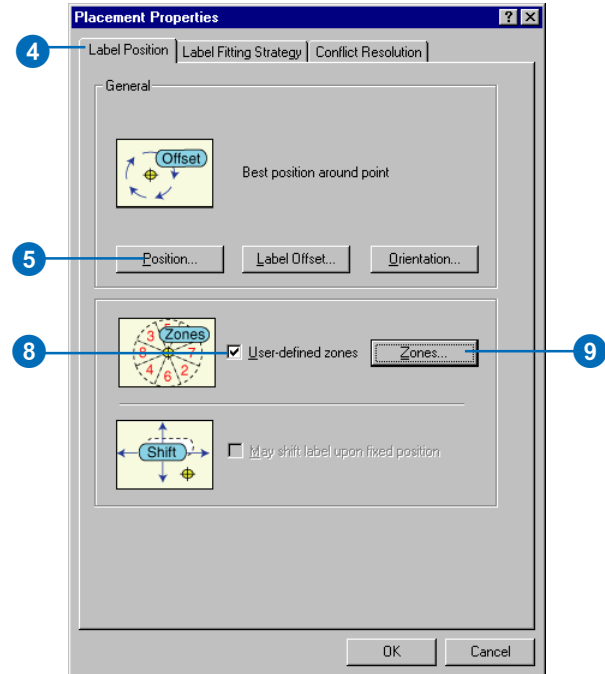 Placement Properties
4
Label Position Label Fitting Strategy Conflict Resolution
General
Offset
Best position around point
5
Position... Label Offset... Orientation...
Zones
3 5
8 7
4 6 2
8
User-defined zones
Zones...
9
Shift
May shift label upon fixed position
OK Cancel